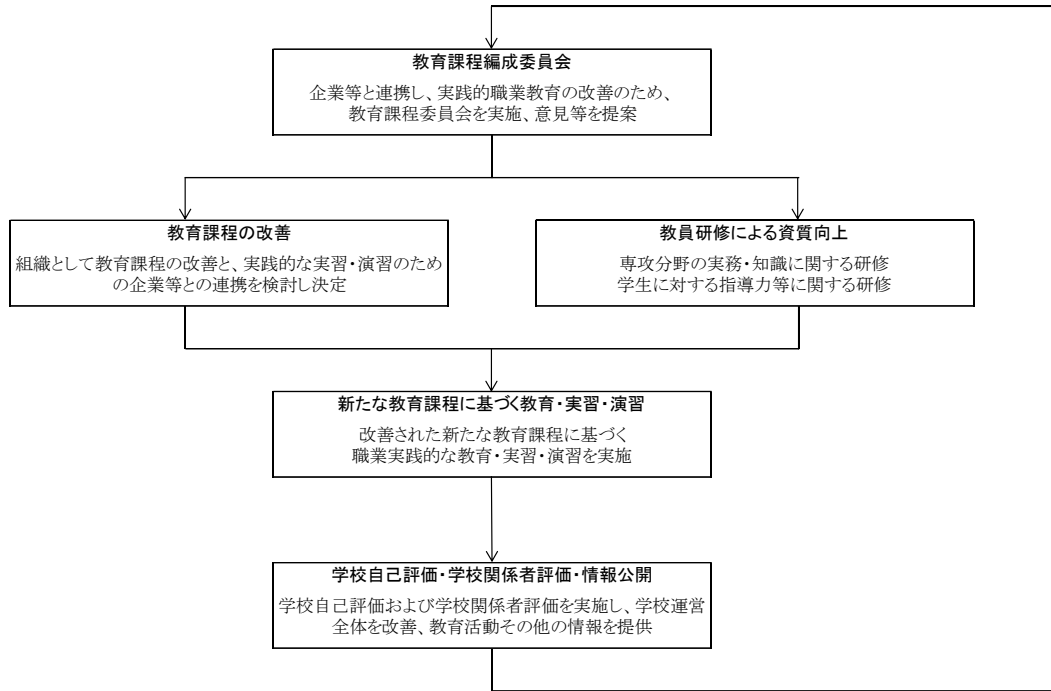 教育課程編成委員会
企業等と連携し、実践的職業教育の改善のため、
教育課程委員会を実施、意見等を提案
教育課程の改善
組織として教育課程の改善と、実践的な実習・演習のため
の企業等との連携を検討し決定
教員研修による資質向上
専攻分野の実務・知識に関する研修
学生に対する指導力等に関する研修
新たな教育課程に基づく教育・実習・演習
改善された新たな教育課程に基づく
職業実践的な教育・実習・演習を実施
学校自己評価・学校関係者評価・情報公開
学校自己評価および学校関係者評価を実施し、学校運営
全体を改善、教育活動その他の情報を提供